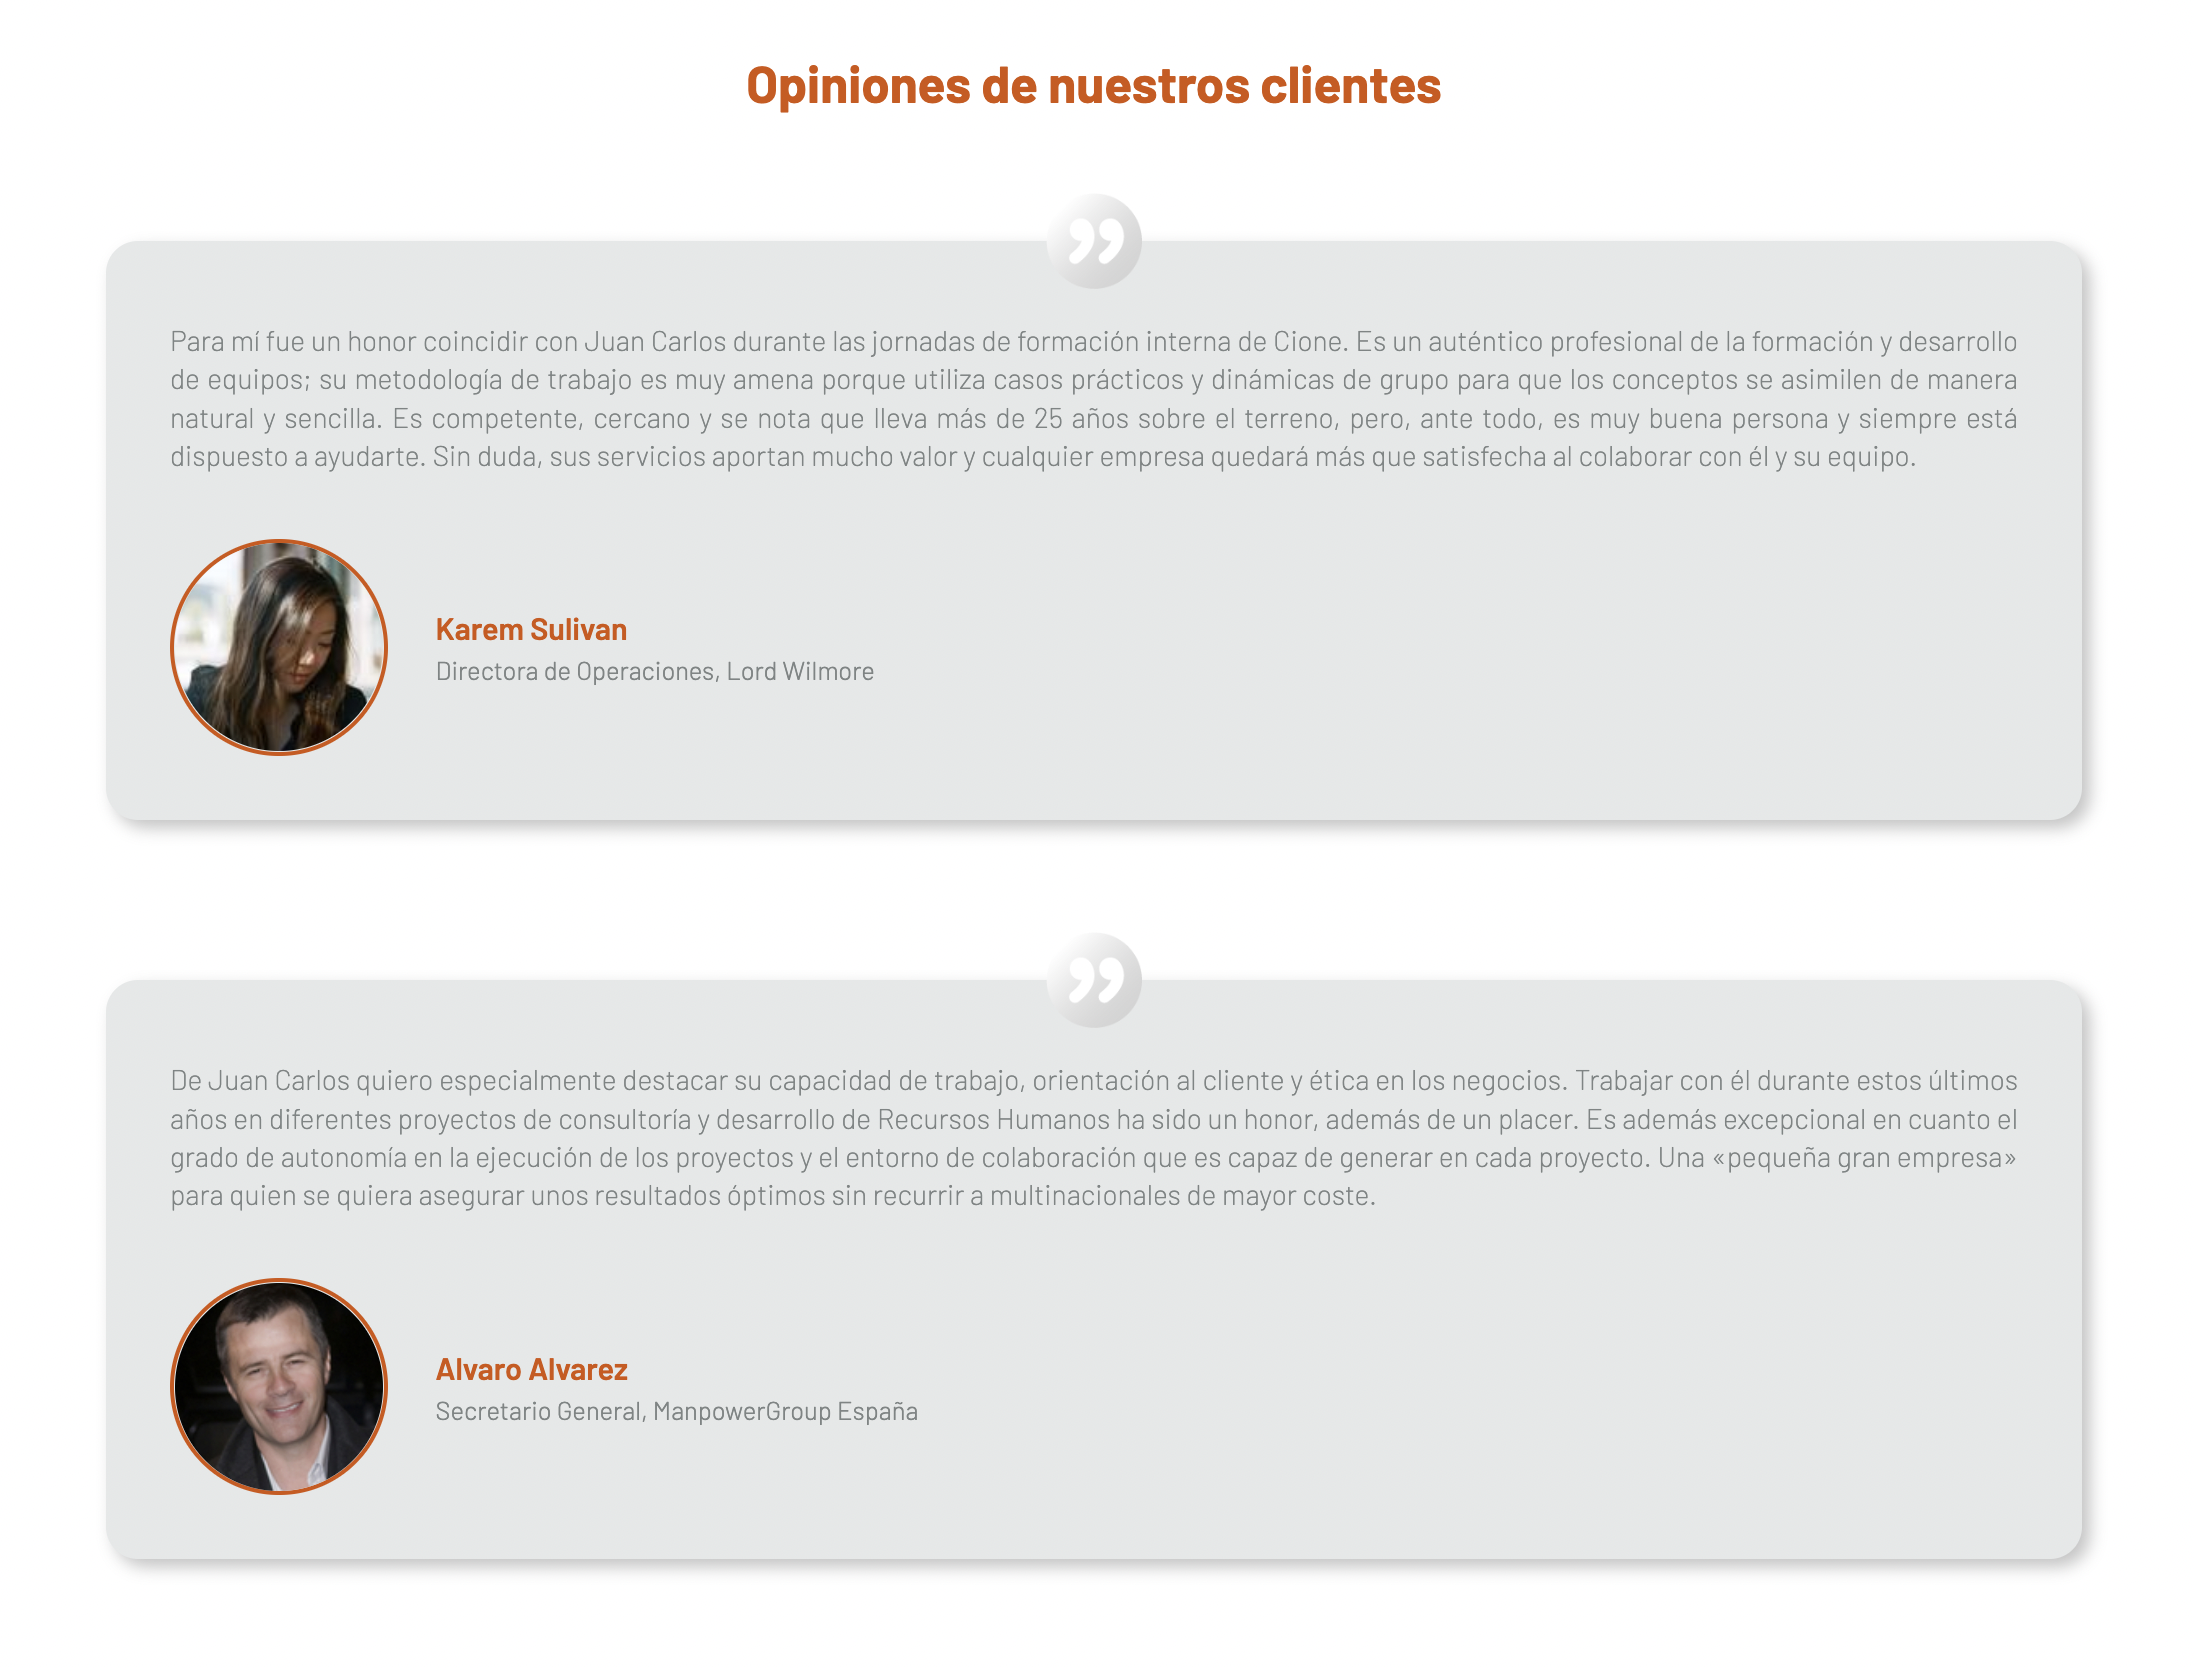 Opiniones de nuestros clientes
Para mí fue un honor coincidir con Juan Carlos durante las jornadas de formación interna de Cione. Es un auténtico profesional de la formación y desarrollo
de equipos; su metodología de trabajo es muy amena porque utiliza casos prácticos y dinámicas de grupo para que los conceptos se asimilen de manera
natural y sencilla. Es competente, cercano y se nota que lleva más de 25 años sobre el terreno, pero, ante todo, es muy buena persona y siempre está
dispuesto a ayudarte. Sin duda, sus servicios aportan mucho valor y cualquier empresa quedará más que satisfecha al colaborar con él y su equipo.
Karem Sulivan
Directora de Operaciones, Lord Wilmore
De Juan Carlos quiero especialmente destacar su capacidad de trabajo, orientación al cliente y ética en los negocios. Trabajar con él durante estos últimos
años en diferentes proyectos de consultoría y desarrollo de Recursos Humanos ha sido un honor, además de un placer. Es además excepcional en cuanto el
grado de autonomía en la ejecución de los proyectos y el entorno de colaboración que es capaz de generar en cada proyecto. Una «pequeña gran empresa»
para quien se quiera asegurar unos resultados óptimos sin recurrir a multinacionales de mayor coste.
Alvaro Alvarez
Secretario General, ManpowerGroup España